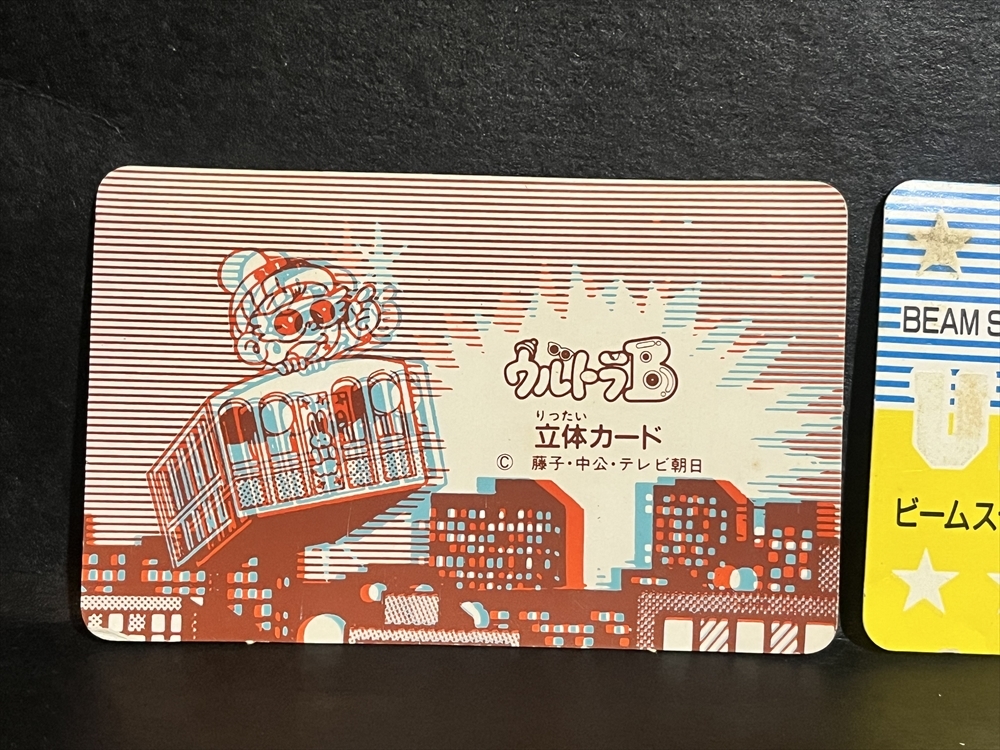 ウルトラB
りったい
立体カード
© 藤子・中公・テレビ朝日
BEAM S
U
ビームス